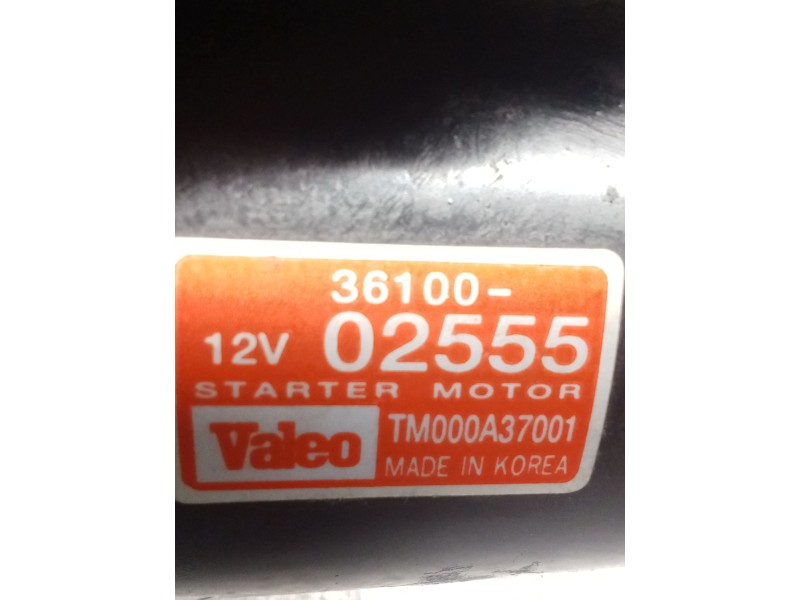 36100-
12V 02555
STARTER MOTOR
Valeo
TM000A37001
MADE IN KOREA